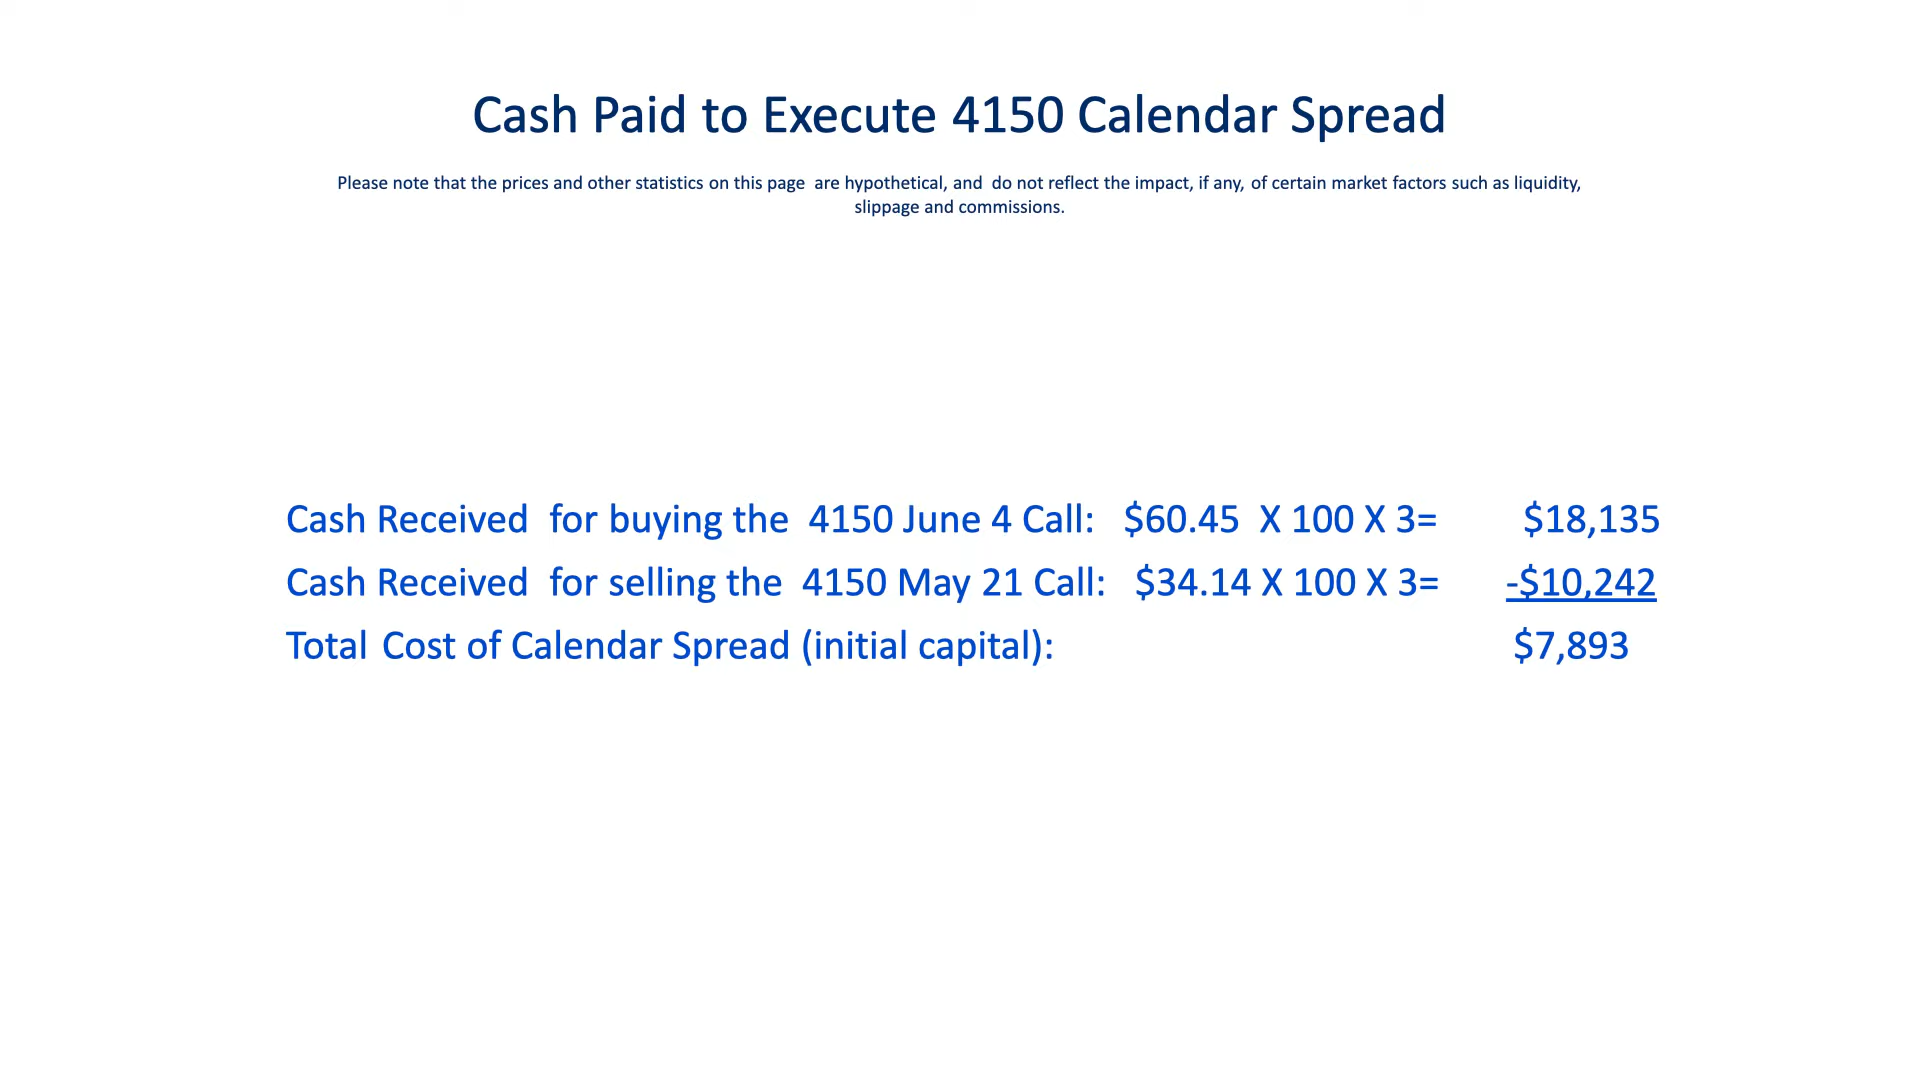 Cash Paid to Execute 4150 Calendar Spread
Please note that the prices and other statistics on this page are hypothetical, and do not reflect the impact, if any, of certain market factors such as liquidity,
slippage and commissions.
Cash Received for buying the 4150 June 4 Call: $60.45 X 100 X 3= $18,135
Cash Received for selling the 4150 May 21 Call: $34.14 X 100 X 3= -$10,242
Total Cost of Calendar Spread (initial capital): $7,893